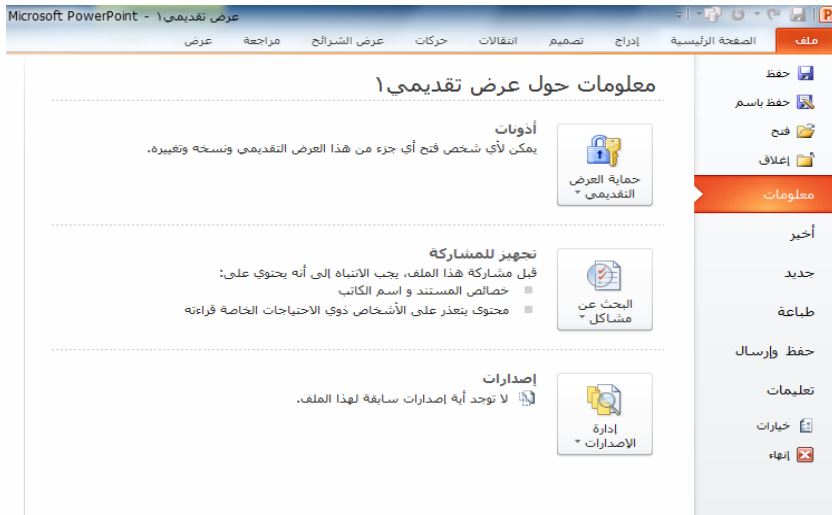 عرض تقديمي١ - Microsoft PowerPoint
ملف الصفحة الرئيسية إدراج تصميم انتقالات حركات عرض الشرائح مراجعة عرض
حفظ
حفظ باسم
فتح
إغلاق
معلومات
أخير
جديد
طباعة
حفظ وإرسال
تعليمات
خيارات
إنهاء
معلومات حول عرض تقديمي١
حماية العرض
التقديمي
أذونات
يمكن لأي شخص فتح أي جزء من هذا العرض التقديمي ونسخه وتغييره.
البحث عن
مشاكل
تجهيز للمشاركة
قبل مشاركة هذا الملف، يجب الانتباه إلى أنه يحتوي على:
خصائص المستند و اسم الكاتب
محتوى يتعذر على الأشخاص ذوي الاحتياجات الخاصة قراءته
إدارة
الإصدارات
إصدارات
لا توجد أية إصدارات سابقة لهذا الملف.